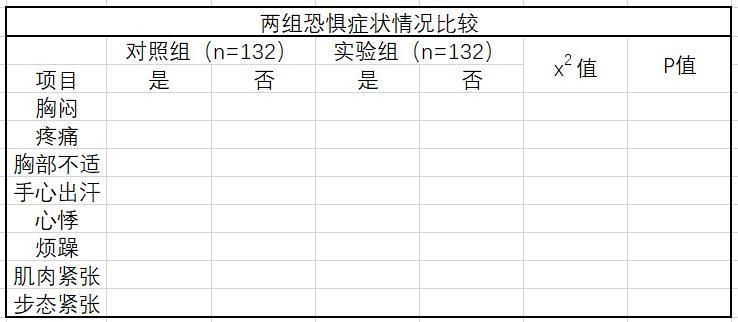 两组恐惧症状情况比较
对照组（n=132） 实验组（n=132） x² 值 P值
项目 是 否 是 否
胸闷
疼痛
胸部不适
手心出汗
心悸
烦躁
肌肉紧张
步态紧张